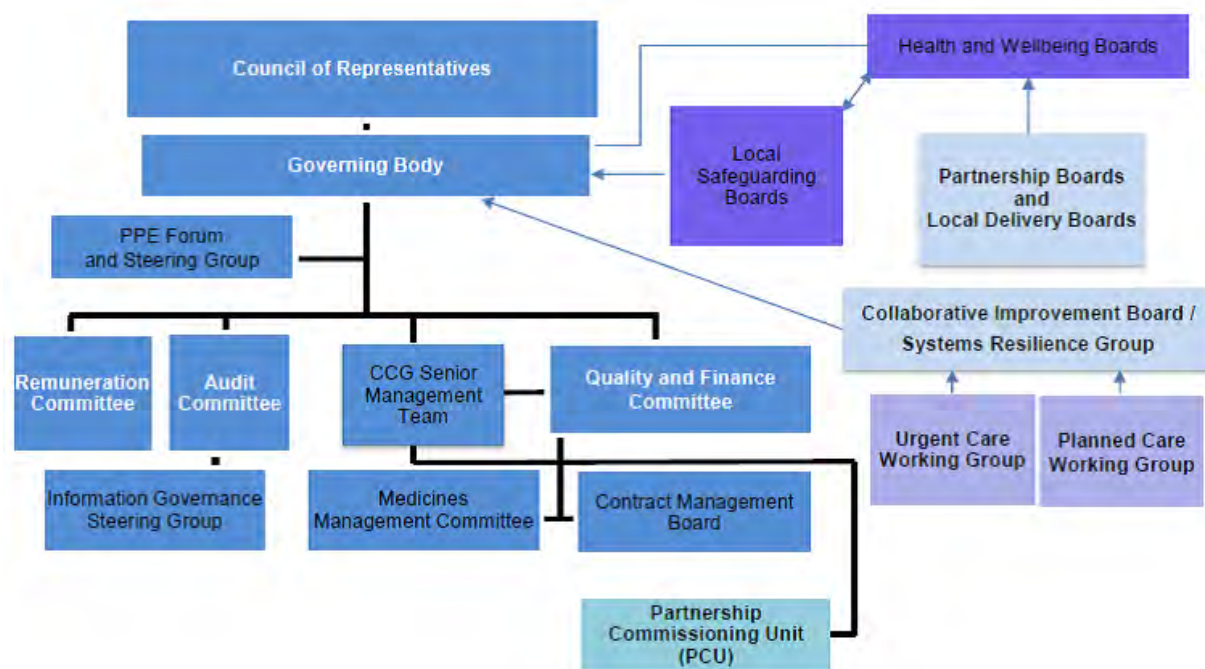 Council of Representatives
Health and Wellbeing Boards
Governing Body
Local
Safeguarding
Boards
Partnership Boards
and
Local Delivery Boards
PPE Forum
and Steering Group
Collaborative Improvement Board /
Systems Resilience Group
Remuneration
Committee
Audit
Committee
CCG Senior
Management
Team
Quality and Finance
Committee
Urgent Care
Working Group
Planned Care
Working Group
Information Governance
Steering Group
Medicines
Management Committee
Contract Management
Board
Partnership
Commissioning Unit
(PCU)